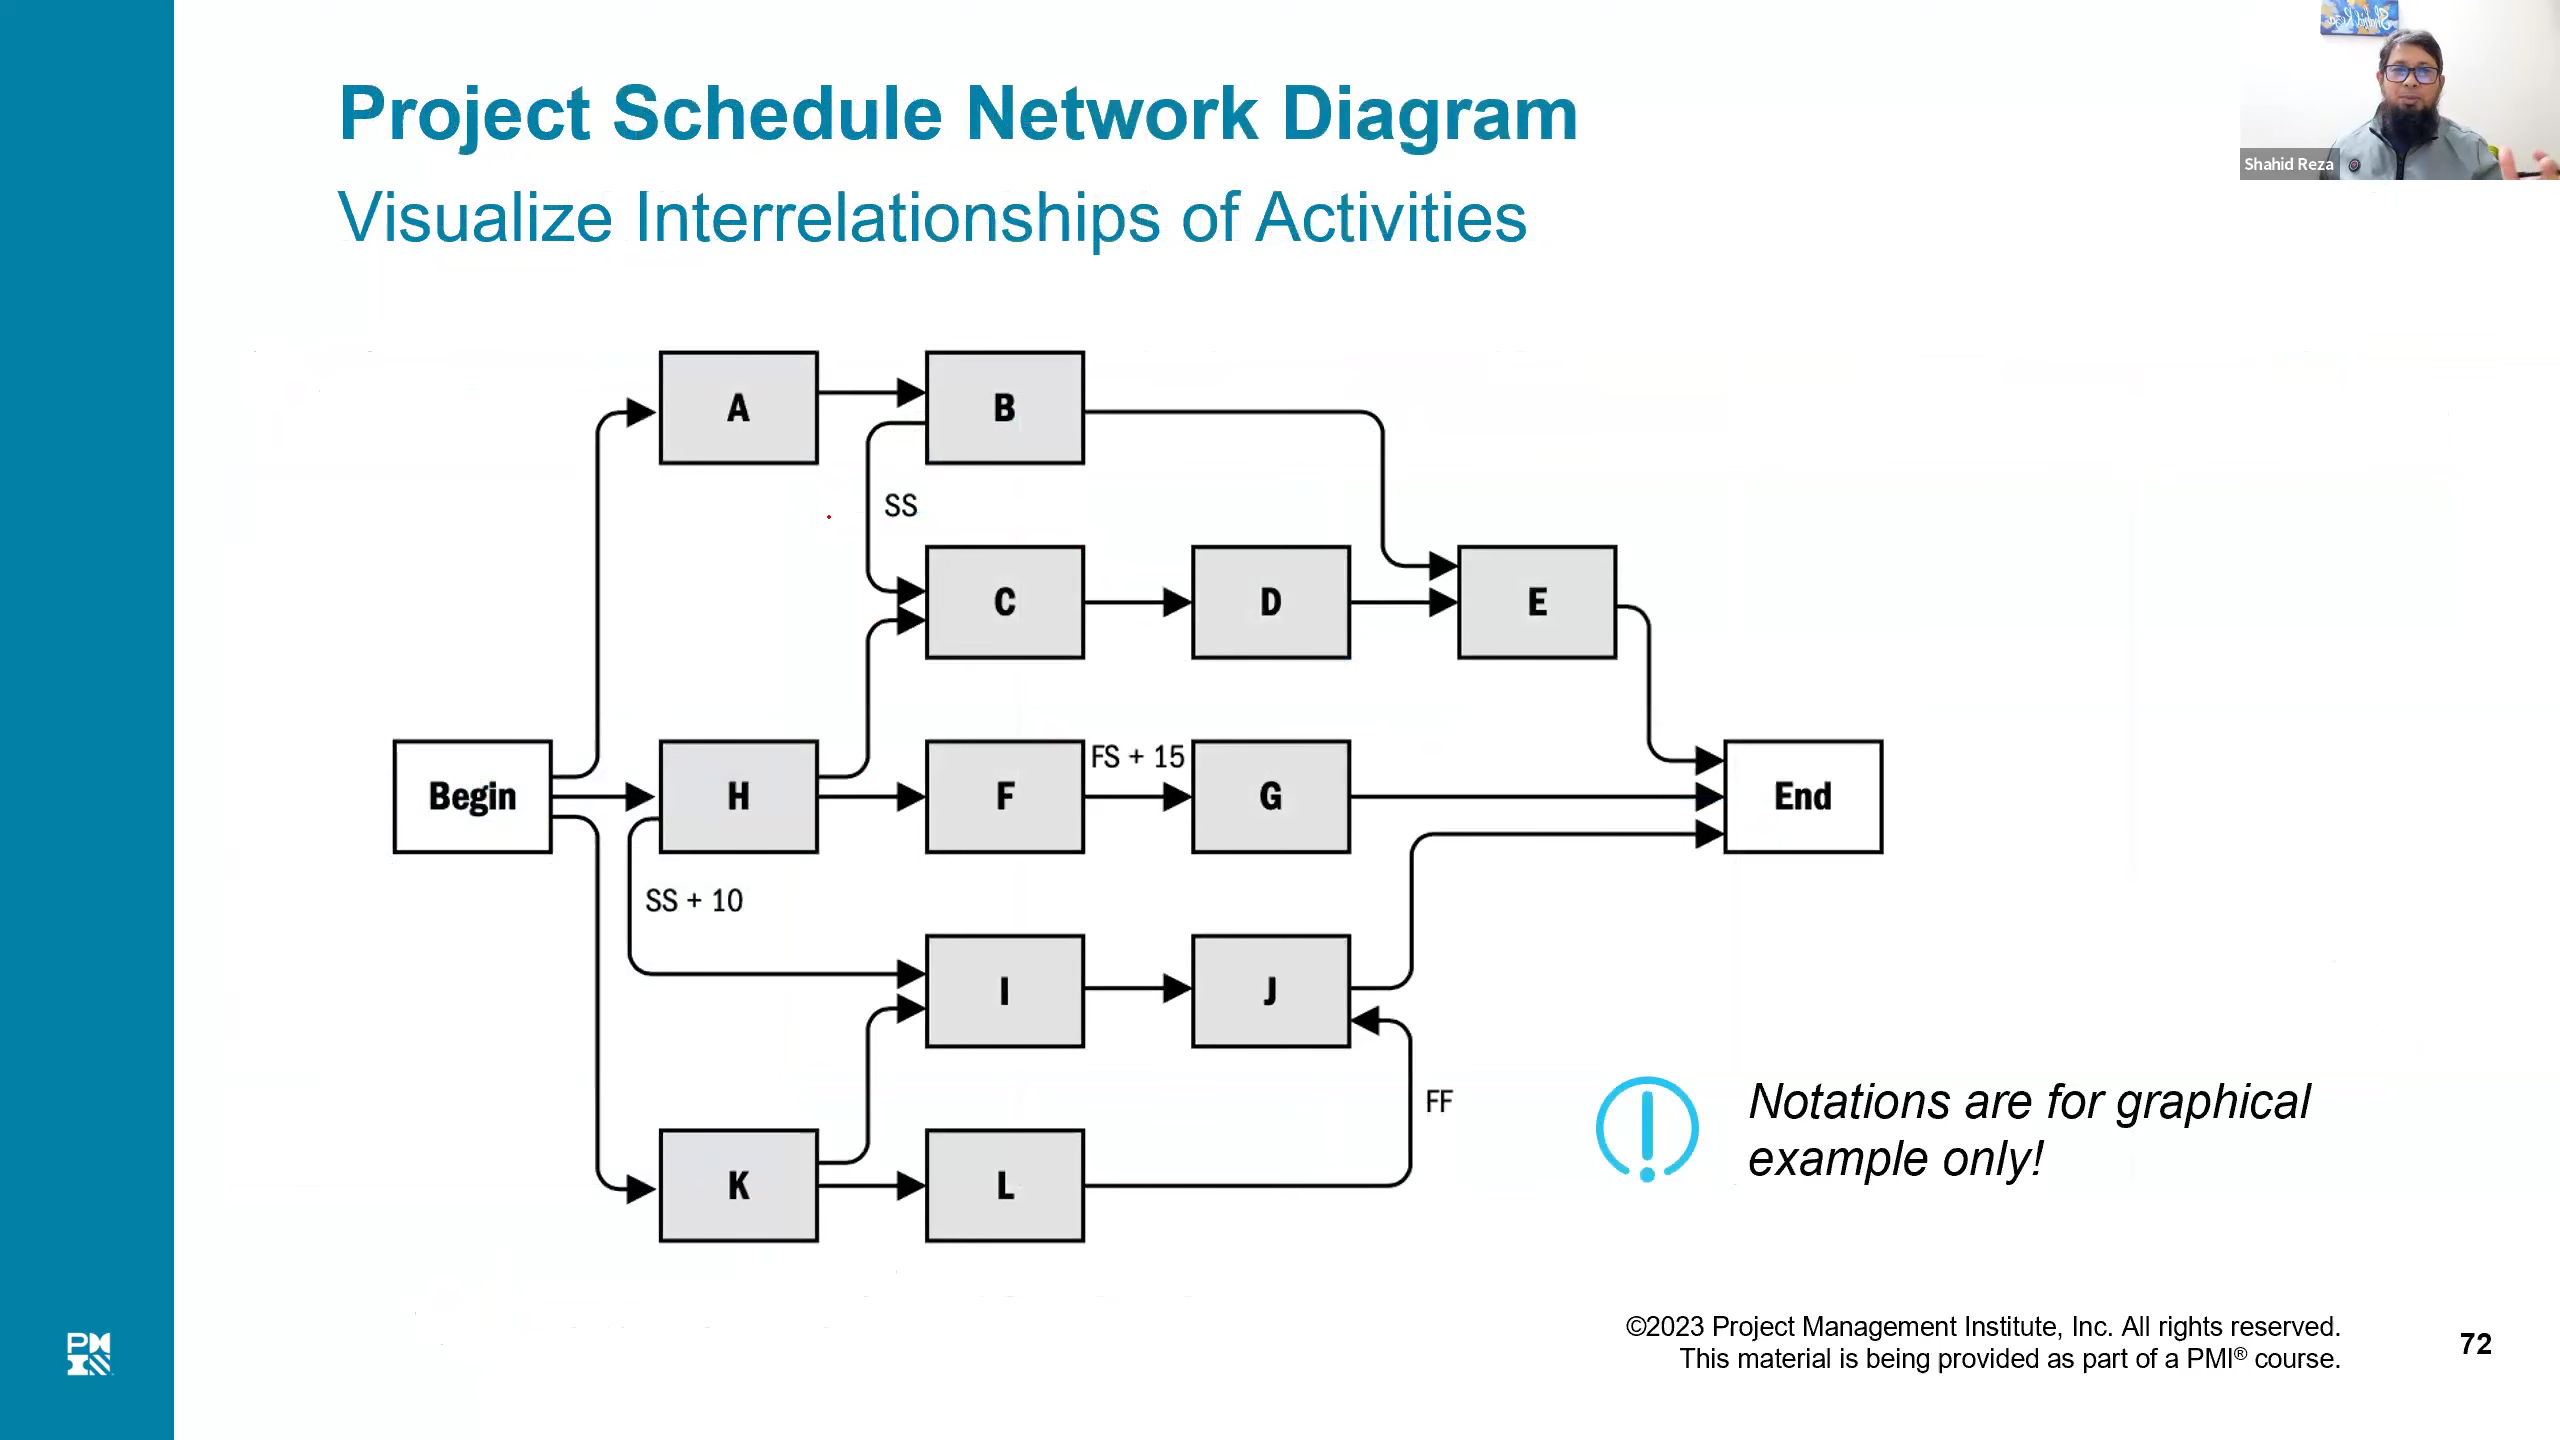 Project Schedule Network Diagram
Visualize Interrelationships of Activities
Shahid Reza
A
B
SS
C
D
E
Begin
H
F
FS + 15
G
End
SS + 10
I
J
FF
K
L
Notations are for graphical
example only!
©2023 Project Management Institute, Inc. All rights reserved.
This material is being provided as part of a PMI® course.
72